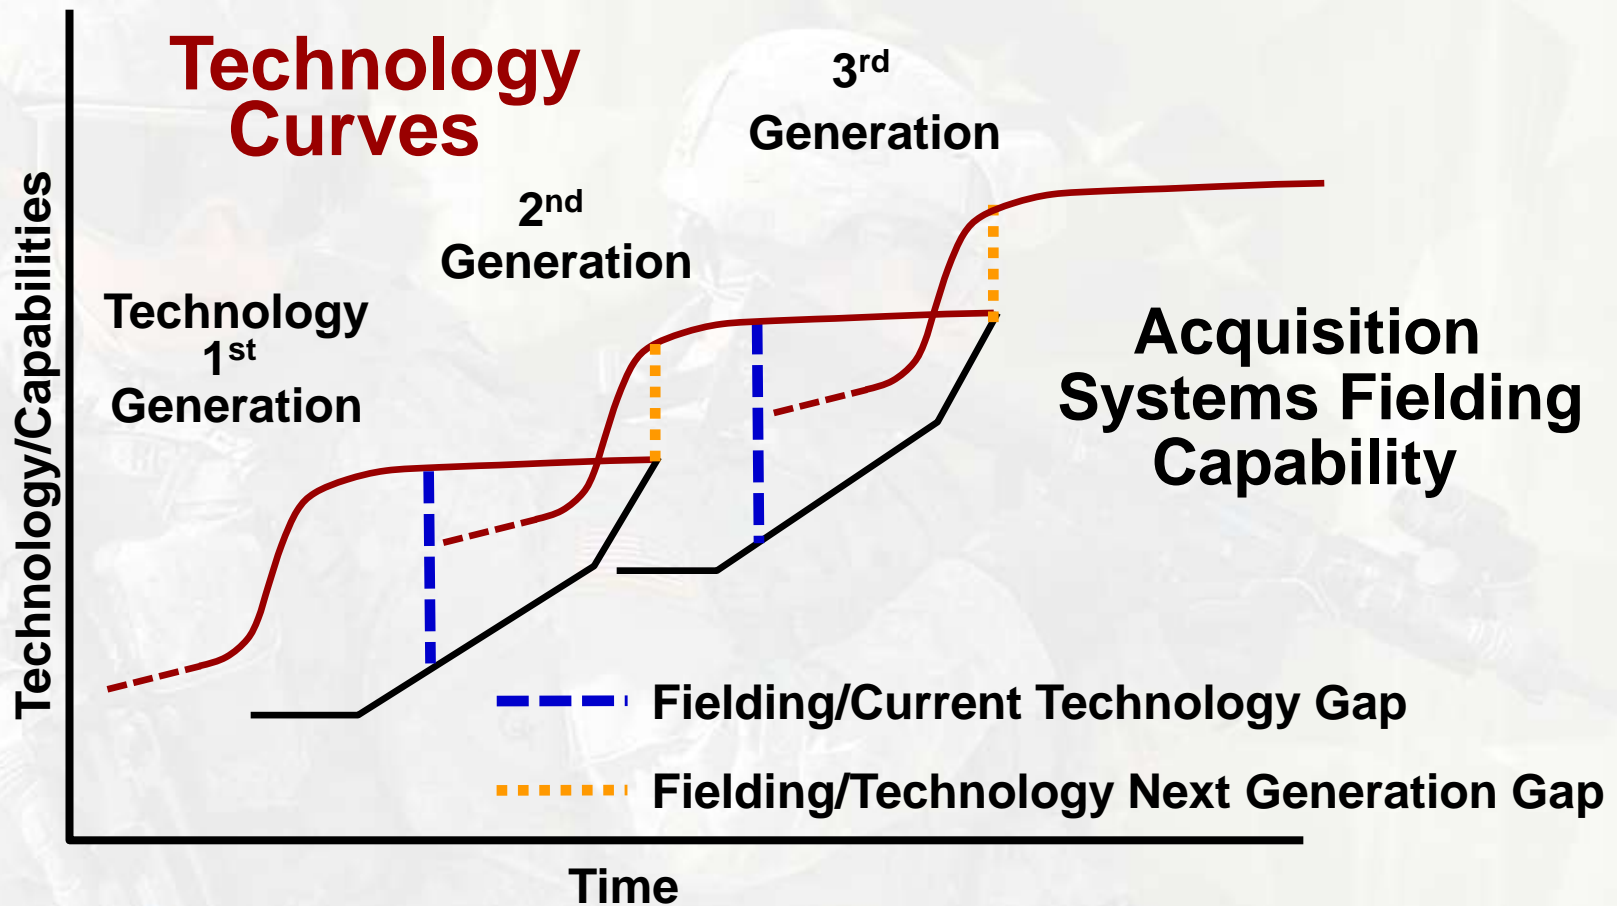 Technology
Curves
3rd
Generation
2nd
Generation
Technology
1st
Generation
Technology/Capabilities
Acquisition
Systems Fielding
Capability
Fielding/Current Technology Gap
Fielding/Technology Next Generation Gap
Time